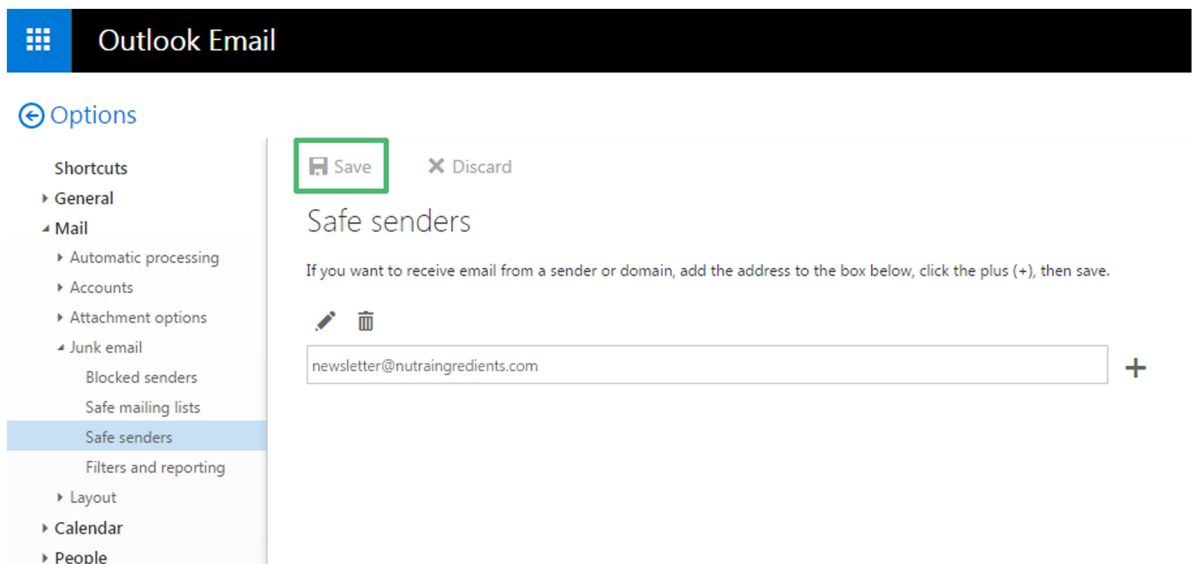 Outlook Email
Options
Shortcuts
General
Mail
Automatic processing
Accounts
Attachment options
Junk email
Blocked senders
Safe mailing lists
Safe senders
Filters and reporting
Layout
Calendar
People
Save Discard
Safe senders
If you want to receive email from a sender or domain, add the address to the box below, click the plus (+), then save.
newsletter@nutraingredients.com